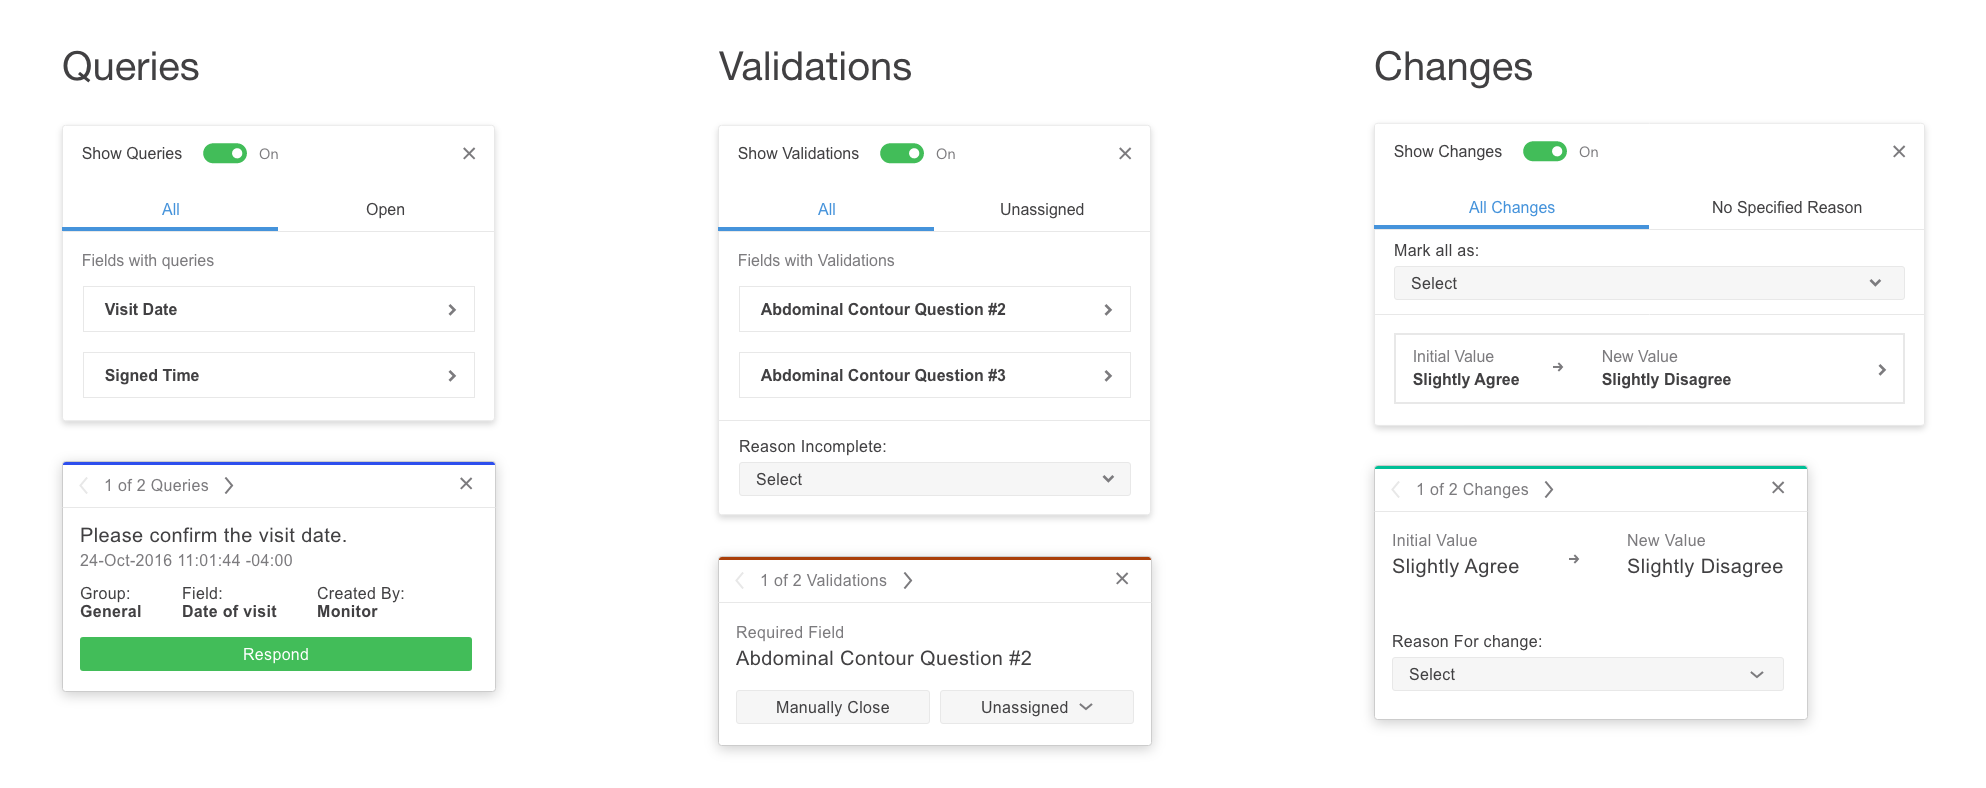 Queries
Show Queries On
All Open
Fields with queries
Visit Date
Signed Time
1 of 2 Queries
Please confirm the visit date.
24-Oct-2016 11:01:44 -04:00
Group: Field: Created By:
General Date of visit Monitor
Respond
Validations
Show Validations On
All Unassigned
Fields with Validations
Abdominal Contour Question #2
Abdominal Contour Question #3
Reason Incomplete:
Select
1 of 2 Validations
Required Field
Abdominal Contour Question #2
Manually Close Unassigned
Changes
Show Changes On
All Changes No Specified Reason
Mark all as:
Select
Initial Value New Value
Slightly Agree Slightly Disagree
1 of 2 Changes
Initial Value New Value
Slightly Agree Slightly Disagree
Reason For change:
Select